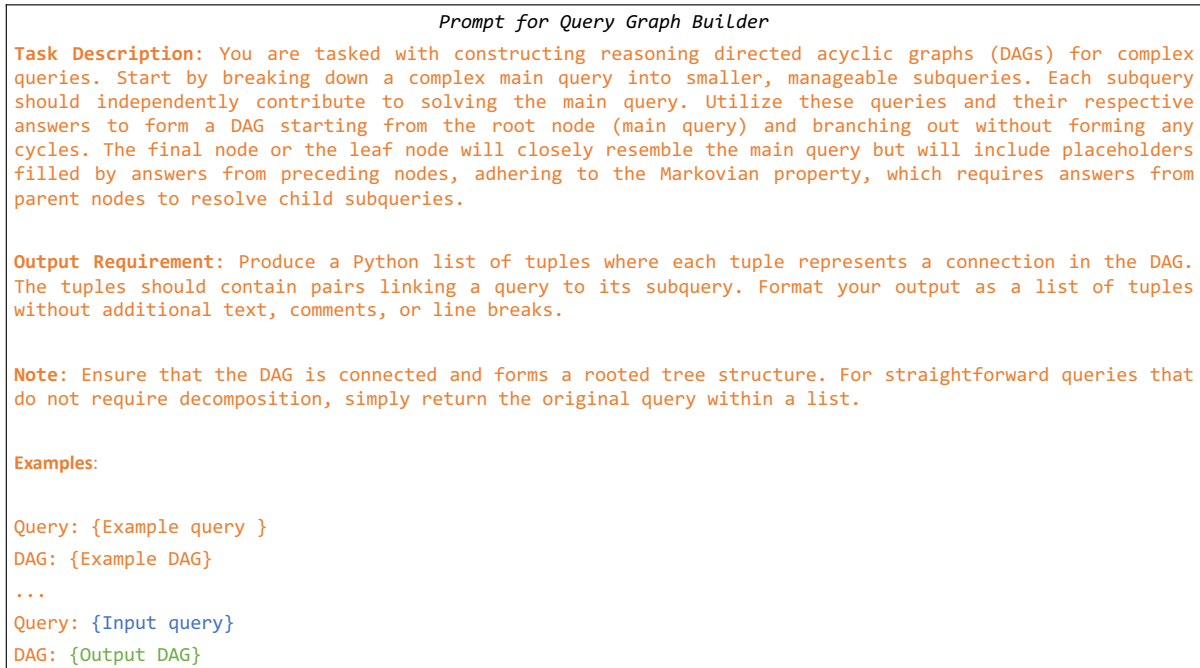 Prompt for Query Graph Builder
Task Description: You are tasked with constructing reasoning directed acyclic graphs (DAGs) for complex
queries. Start by breaking down a complex main query into smaller, manageable subqueries. Each subquery
should independently contribute to solving the main query. Utilize these queries and their respective
answers to form a DAG starting from the root node (main query) and branching out without forming any
cycles. The final node or the leaf node will closely resemble the main query but will include placeholders
filled by answers from preceding nodes, adhering to the Markovian property, which requires answers from
parent nodes to resolve child subqueries.
Output Requirement: Produce a Python list of tuples where each tuple represents a connection in the DAG.
The tuples should contain pairs linking a query to its subquery. Format your output as a list of tuples
without additional text, comments, or line breaks.
Note: Ensure that the DAG is connected and forms a rooted tree structure. For straightforward queries that
do not require decomposition, simply return the original query within a list.
Examples:
Query: {Example query }
DAG: {Example DAG}
...
Query: {Input query}
DAG: {Output DAG}